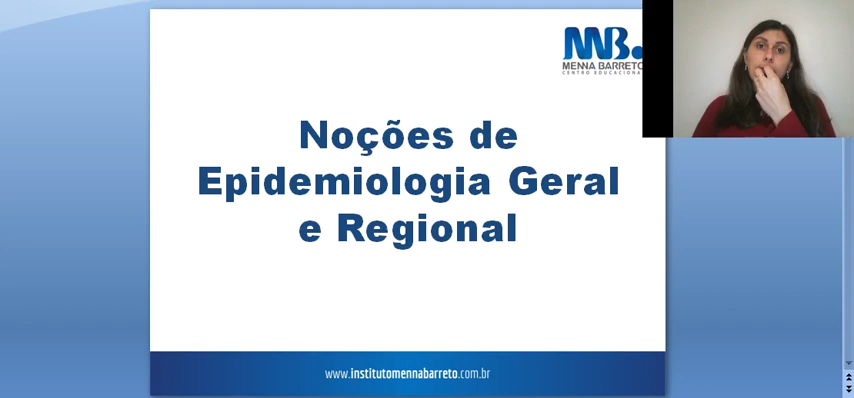 MB.
MENNA BARRETO
CENTRO EDUCACIONAL
Noções de
Epidemiologia Geral
e Regional
www.institutomennabarreto.com.br